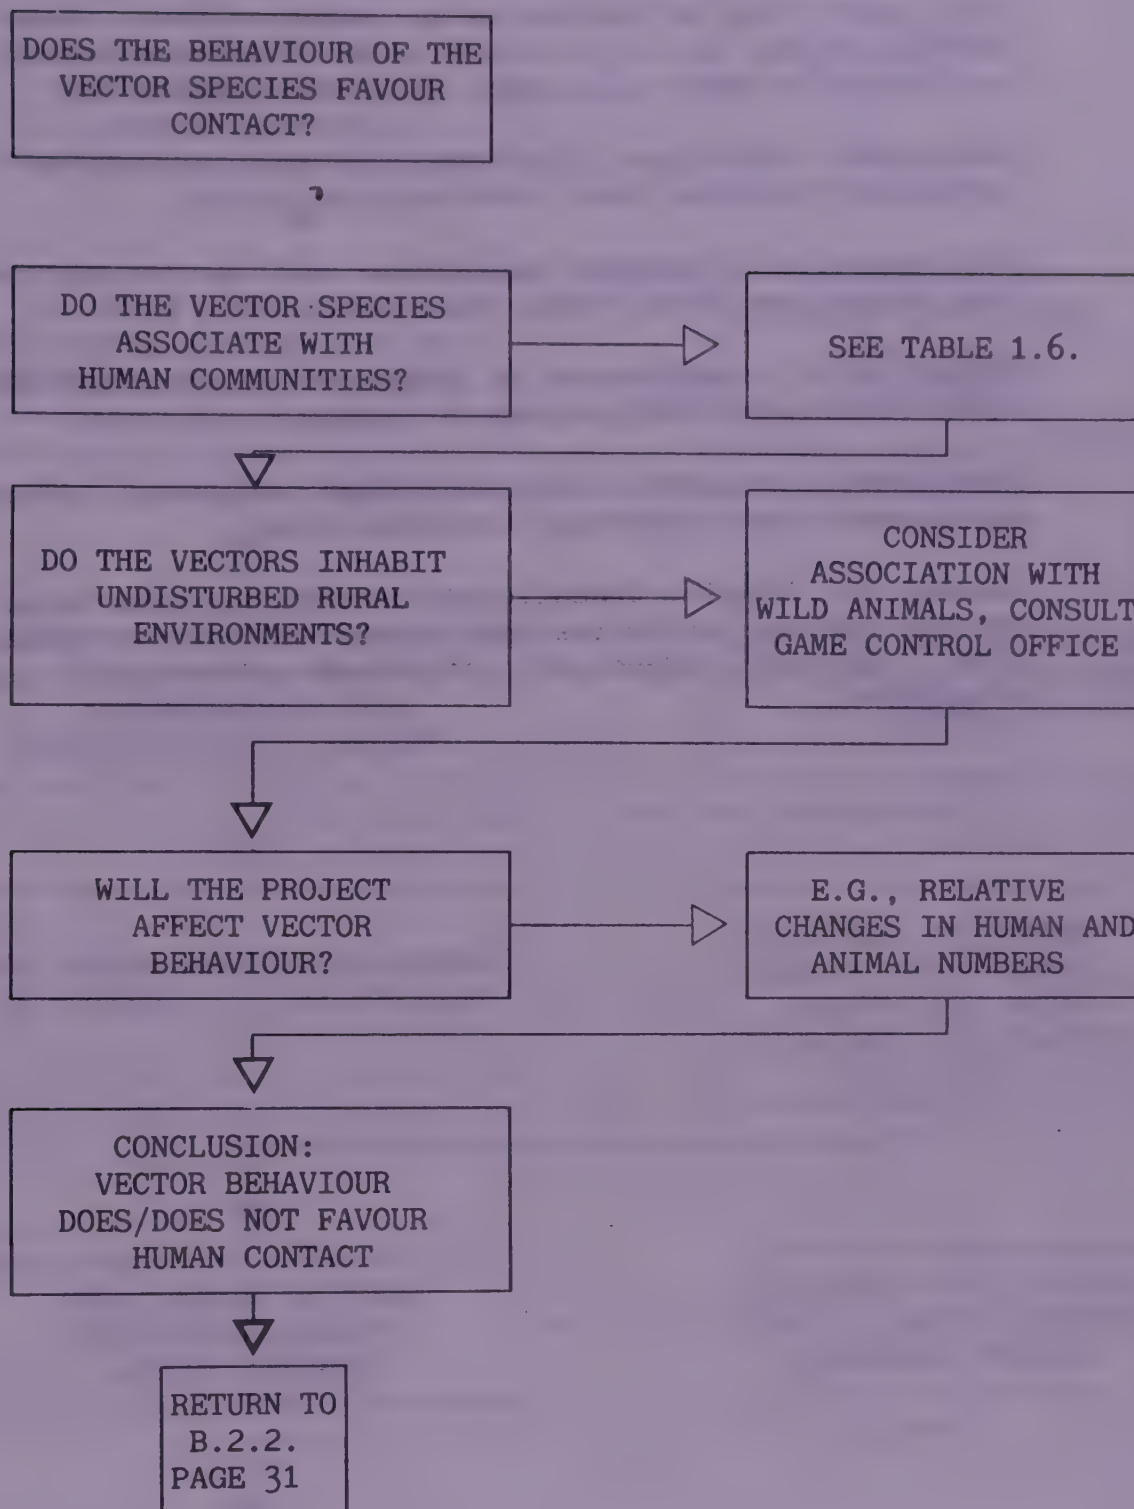 DOES THE BEHAVIOUR OF THE
VECTOR SPECIES FAVOUR
CONTACT?
DO THE VECTOR SPECIES
ASSOCIATE WITH
HUMAN COMMUNITIES?
SEE TABLE 1.6.
DO THE VECTORS INHABIT
UNDISTURBED RURAL
ENVIRONMENTS?
CONSIDER
ASSOCIATION WITH
WILD ANIMALS, CONSULT
GAME CONTROL OFFICE
WILL THE PROJECT
AFFECT VECTOR
BEHAVIOUR?
E.G., RELATIVE
CHANGES IN HUMAN AND
ANIMAL NUMBERS
CONCLUSION:
VECTOR BEHAVIOUR
DOES/DOES NOT FAVOUR
HUMAN CONTACT
RETURN TO
B.2.2.
PAGE 31